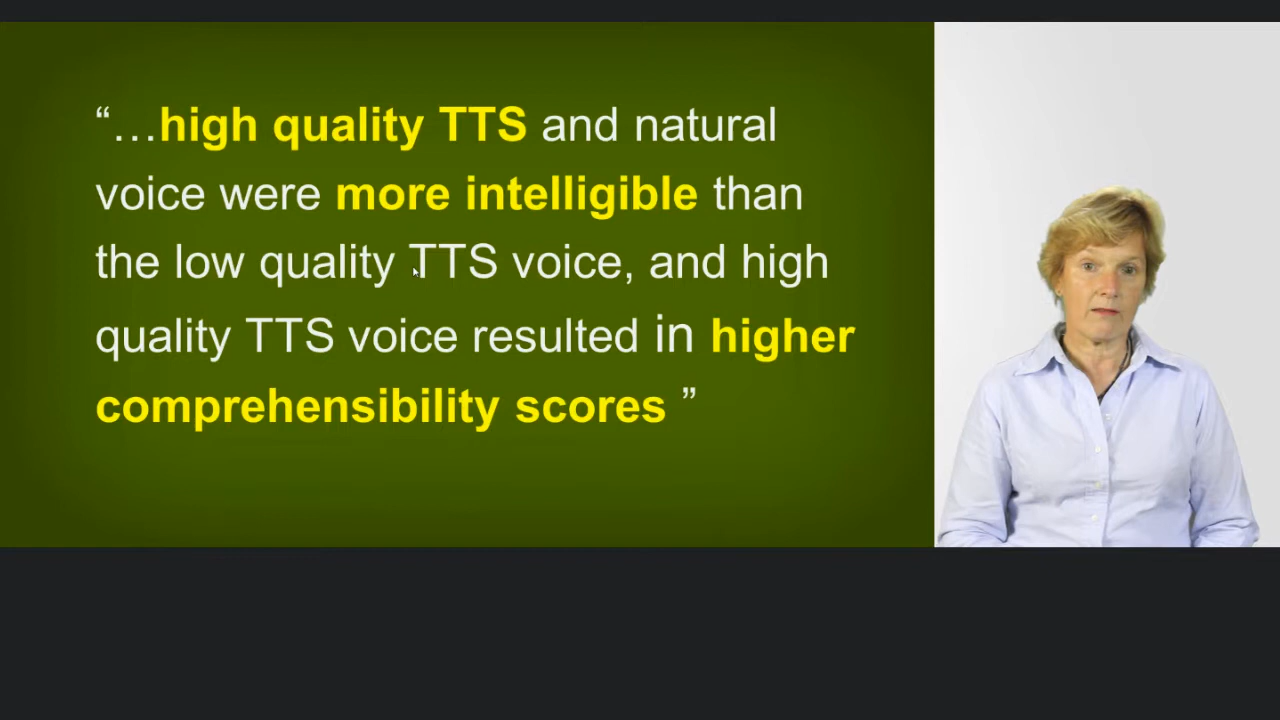 “…high quality TTS and natural
voice were more intelligible than
the low quality TTS voice, and high
quality TTS voice resulted in higher
comprehensibility scores ”